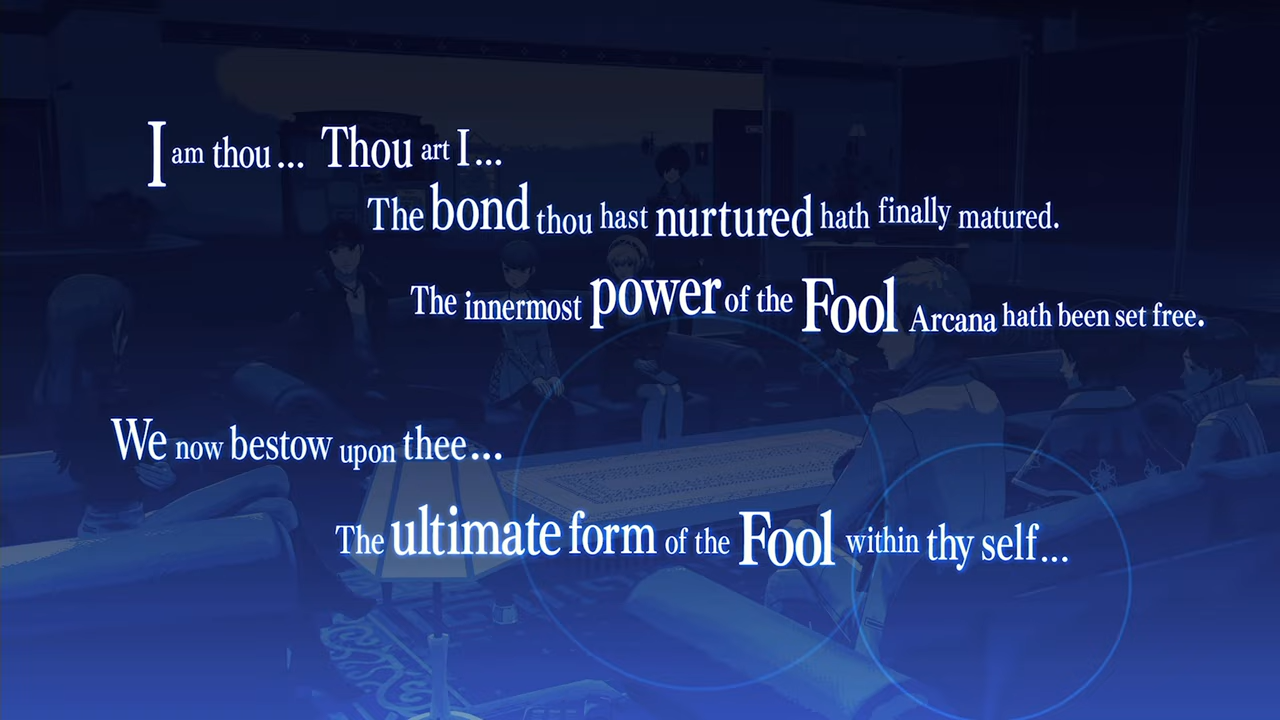 I am thou... Thou art I...
The bond thou hast nurtured hath finally matured.
The innermost power of the Fool Arcana hath been set free.
We now bestow upon thee...
The ultimate form of the Fool within thy self...